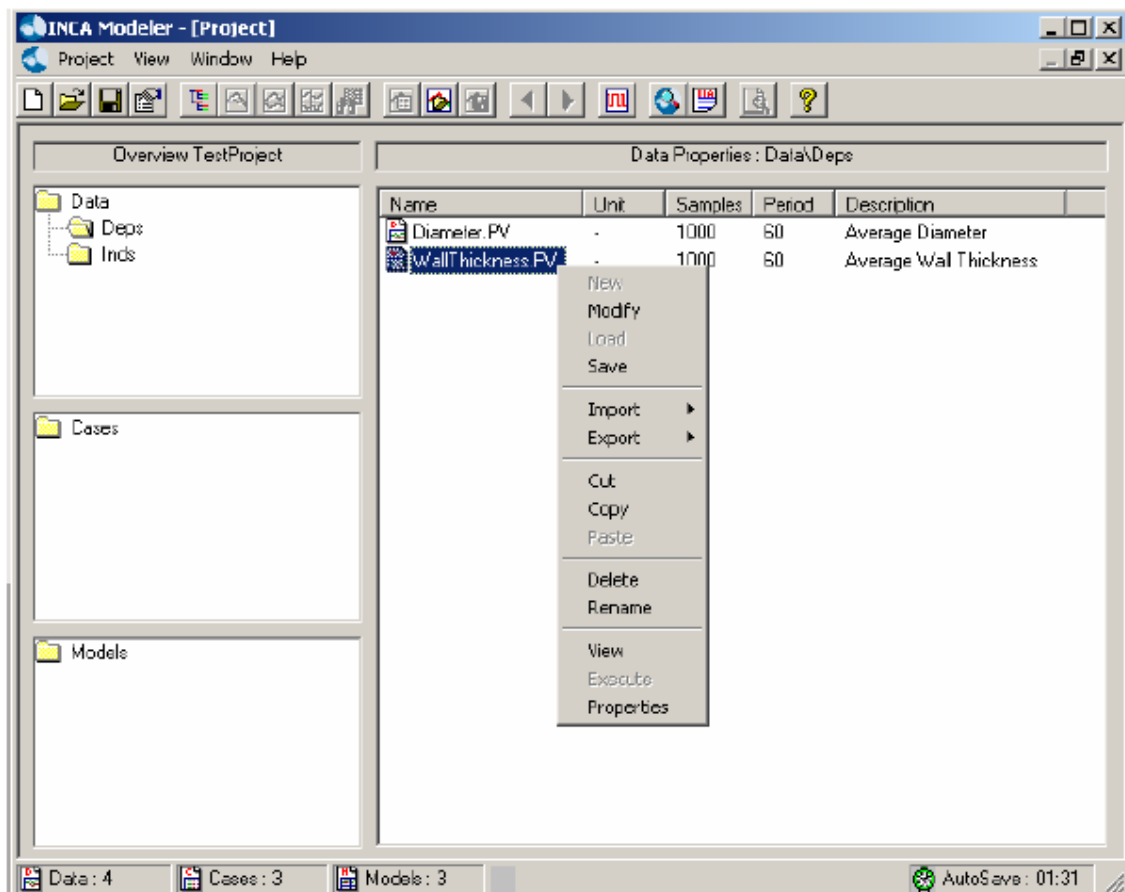 INCA Modeler - [Project]
Project View Window Help
Overview TestProject
Data Properties : Data\Deps
Data
Deps
Inds
Cases
Models
Name Unit Samples Period Description
Diameter.PV - 1000 60 Average Diameter
WallThickness.PV - 1000 60 Average Wall Thickness
New
Modify
Load
Save
Import
Export
Cut
Copy
Paste
Delete
Rename
View
Execute
Properties
Data : 4 Cases : 3 Models : 3 AutoSave : 01:31